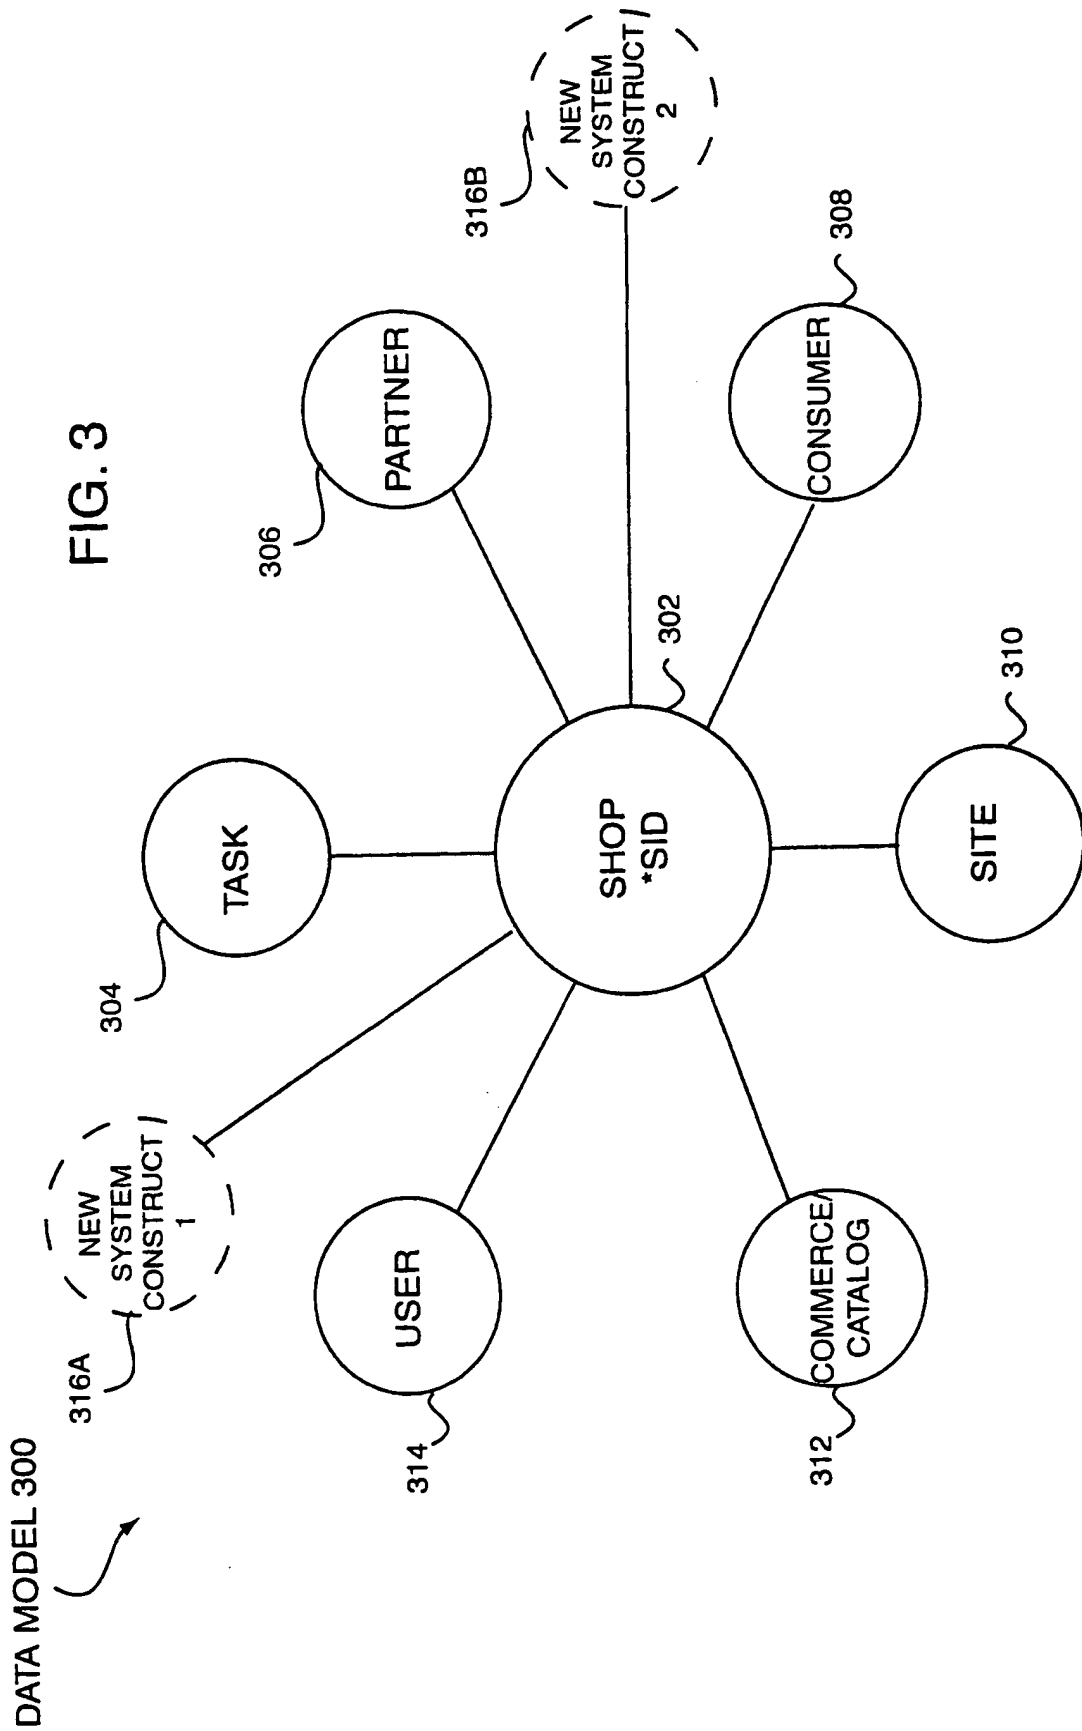 FIG. 3
DATA MODEL 300
316A
NEW
SYSTEM
CONSTRUCT
1
304
TASK
306
PARTNER
316B
NEW
SYSTEM
CONSTRUCT
2
314
USER
SHOP
*SID
302
312
COMMERCE/
CATALOG
SITE
310
CONSUMER
308